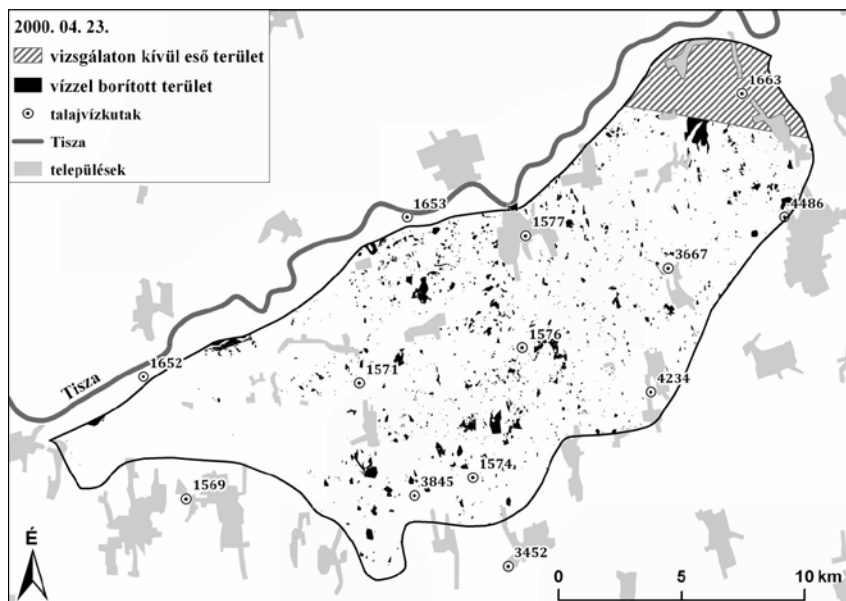 2000. 04. 23.
vizsgálaton kívül eső terület
vízzel borított terület
talajvízkutak
Tisza
települések
1663
1653
4486
1577
3667
1576
1652
Tisza
1571
4234
1574
3845
1569
3452
É
0 5 10 km